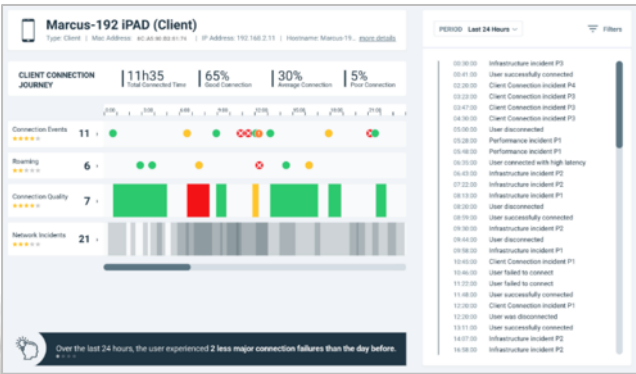 Marcus-192 iPAD (Client)
Type: Client | Mac Address: | IP Address: 192.168.2.11 | Hostname: Marcus-19.. more details
CLIENT CONNECTION JOURNEY
11h35 Total Connected Time
65% Good Connection
30% Average Connection
5% Poor Connection
Connection Events 11
Roaming 6
Connection Quality 7
Network Incidents 21
Over the last 24 hours, the user experienced 2 less major connection failures than the day before.
PERIOD Last 24 Hours
Filters
00:36:00 Infrastructure incident P3
00:41:00 User successfully connected
02:20:00 Client Connection incident P4
03:23:00 Client Connection incident P3
03:47:00 Client Connection incident P3
04:30:00 Client Connection incident P3
05:00:00 User disconnected
05:28:00 Performance incident P1
05:46:00 Performance incident P1
06:35:00 User connected with high latency
06:43:00 Infrastructure incident P2
07:22:00 Infrastructure incident P2
08:13:00 Infrastructure incident P1
08:20:00 User disconnected
08:59:00 User successfully connected
09:30:00 Infrastructure incident P2
09:44:00 User disconnected
09:58:00 Infrastructure incident P1
10:45:00 Client Connection incident P1
10:46:00 User failed to connect
11:22:00 User failed to connect
11:48:00 User successfully connected
12:28:00 Client Connection incident P1
12:28:00 User was disconnected
13:11:00 User successfully connected
14:07:00 Infrastructure incident P2
16:58:00 Infrastructure incident P2